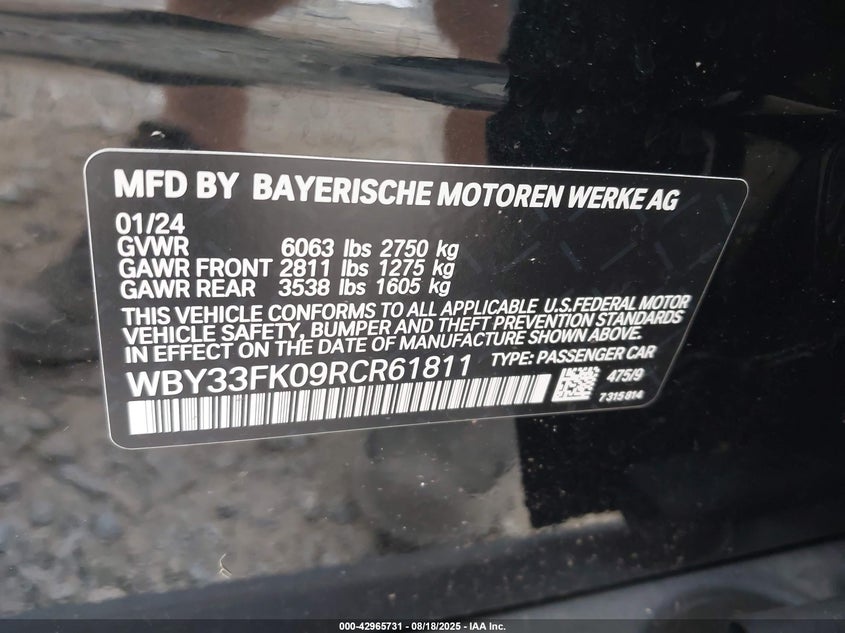 MFD BY BAYERISCHE MOTOREN WERKE AG
01/24
GVWR 6063 lbs 2750 kg
GAWR FRONT 2811 lbs 1275 kg
GAWR REAR 3538 lbs 1605 kg
THIS VEHICLE CONFORMS TO ALL APPLICABLE U.S.FEDERAL MOTOR
VEHICLE SAFETY, BUMPER AND THEFT PREVENTION STANDARDS
IN EFFECT ON THE DATE OF MANUFACTURE SHOWN ABOVE.
WBY33FK09RCR61811 TYPE: PASSENGER CAR
475/9
7315814
000-42965731 - 08/18/2025 - IAA Inc.